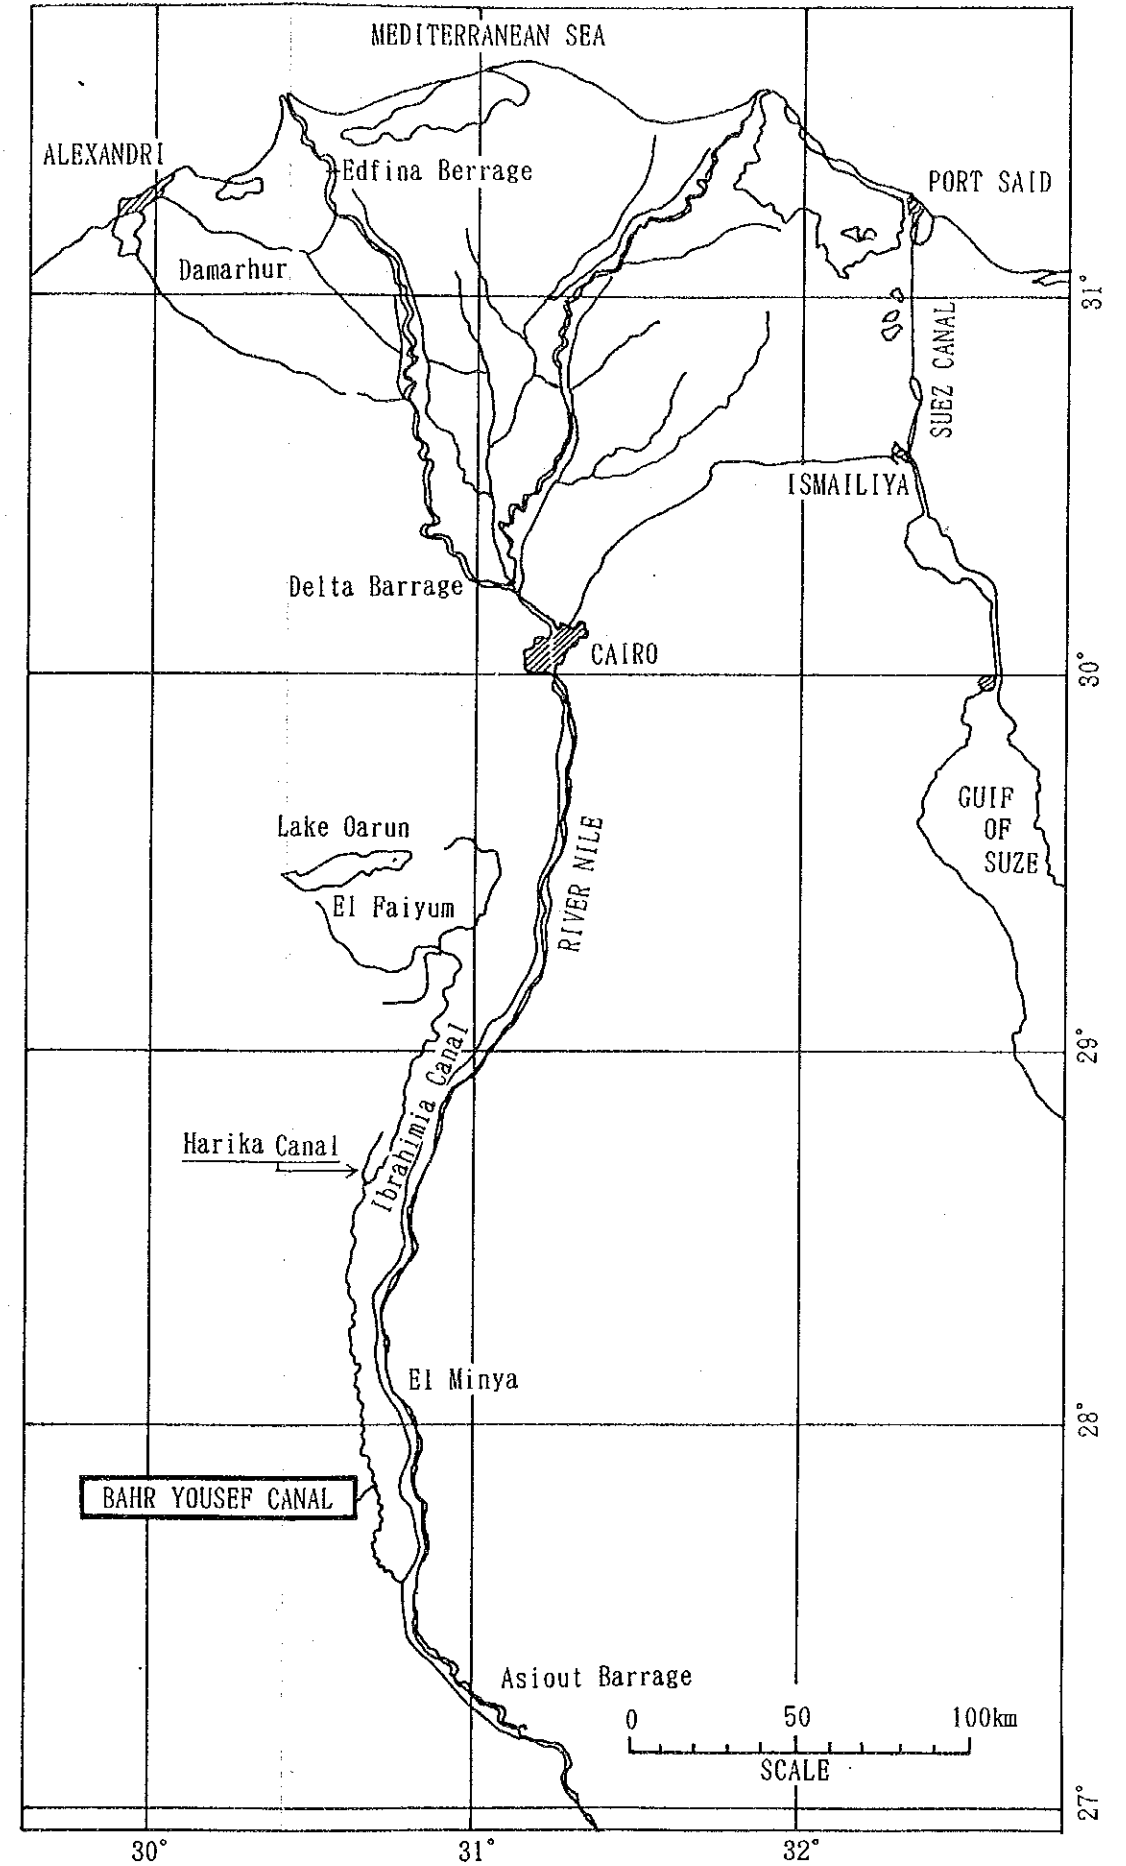 MEDITERRANEAN SEA
ALEXANDRI
Edfina Berrage
PORT SAID
Damarhur
31°
SUEZ CANAL
ISMAILIYA
Delta Barrage
CAIRO
30°
GUIF
OF
SUZE
Lake Oarun
RIVER NILE
El Faiyum
29°
Ibrahimia Canal
Harika Canal
El Minya
28°
BAHR YOUSEF CANAL
Asiout Barrage
0 50 100km
SCALE
27°
30° 31° 32°